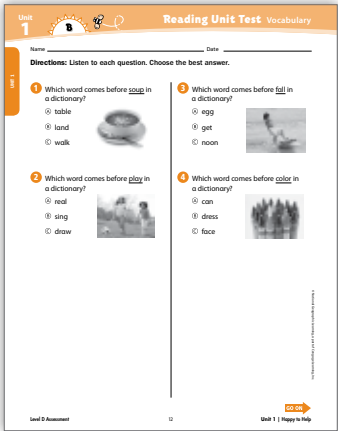 Unit
1
B
Reading Unit Test Vocabulary
UNIT 1
Name
Date
Directions: Listen to each question. Choose the best answer.
1 Which word comes before soup in
a dictionary?
A table
B land
C walk
2 Which word comes before play in
a dictionary?
A real
B sing
C draw
3 Which word comes before fall in
a dictionary?
A egg
B get
C noon
4 Which word comes before color in
a dictionary?
A can
B dress
C face
GO ON
Level D Assessment
12
Unit 1 | Happy to Help